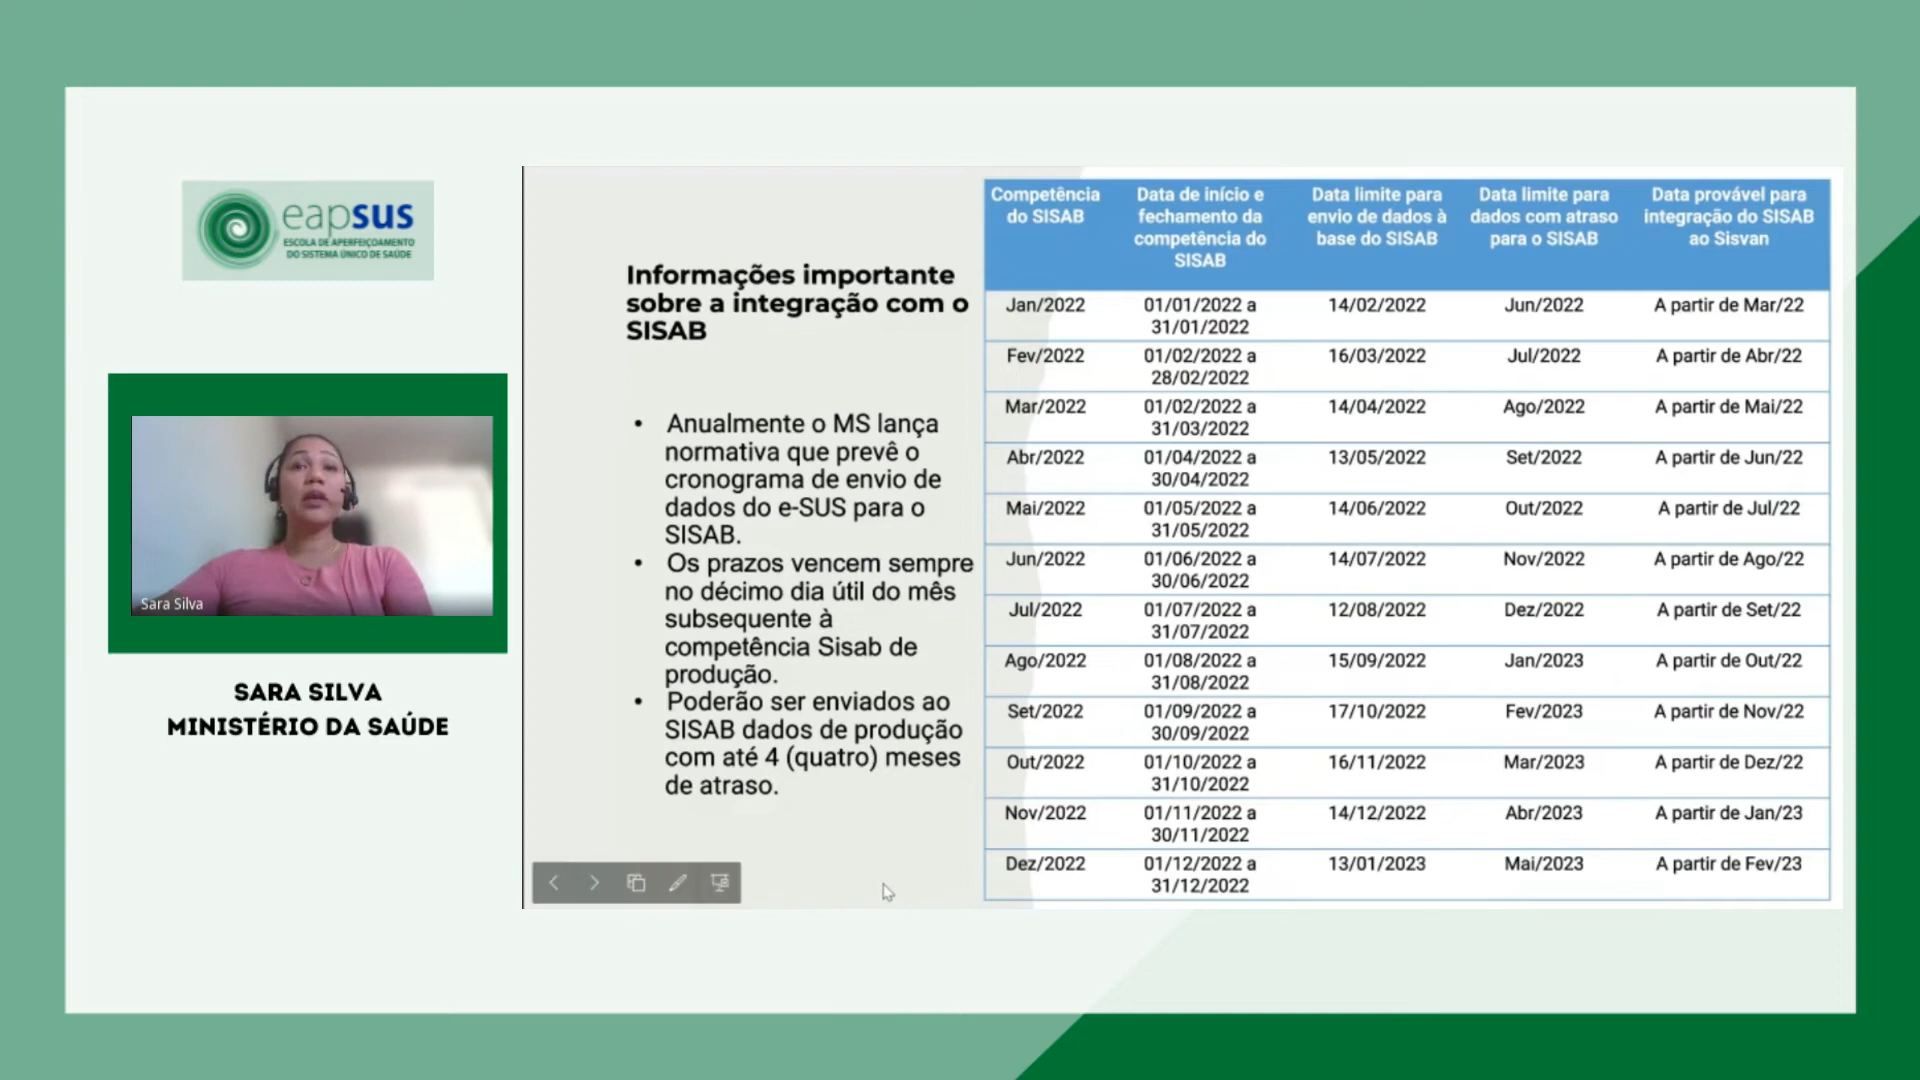 eapsus
ESCOLA DE APERFEIÇOAMENTO
DO SISTEMA ÚNICO DE SAÚDE
Sara Silva
SARA SILVA
MINISTÉRIO DA SAÚDE
Informações importante
sobre a integração com o
SISAB
• Anualmente o MS lança
normativa que prevê o
cronograma de envio de
dados do e-SUS para o
SISAB.
• Os prazos vencem sempre
no décimo dia útil do mês
subsequente à
competência Sisab de
produção.
• Poderão ser enviados ao
SISAB dados de produção
com até 4 (quatro) meses
de atraso.
Competência
do SISAB
Data de início e
fechamento da
competência do
SISAB
Data limite para
envio de dados à
base do SISAB
Data limite para
dados com atraso
para o SISAB
Data provável para
integração do SISAB
ao Sisvan
Jan/2022 01/01/2022 a 14/02/2022 Jun/2022 A partir de Mar/22
31/01/2022
Fev/2022 01/02/2022 a 16/03/2022 Jul/2022 A partir de Abr/22
28/02/2022
Mar/2022 01/02/2022 a 14/04/2022 Ago/2022 A partir de Mai/22
31/03/2022
Abr/2022 01/04/2022 a 13/05/2022 Set/2022 A partir de Jun/22
30/04/2022
Mai/2022 01/05/2022 a 14/06/2022 Out/2022 A partir de Jul/22
31/05/2022
Jun/2022 01/06/2022 a 14/07/2022 Nov/2022 A partir de Ago/22
30/06/2022
Jul/2022 01/07/2022 a 12/08/2022 Dez/2022 A partir de Set/22
31/07/2022
Ago/2022 01/08/2022 a 15/09/2022 Jan/2023 A partir de Out/22
31/08/2022
Set/2022 01/09/2022 a 17/10/2022 Fev/2023 A partir de Nov/22
30/09/2022
Out/2022 01/10/2022 a 16/11/2022 Mar/2023 A partir de Dez/22
31/10/2022
Nov/2022 01/11/2022 a 14/12/2022 Abr/2023 A partir de Jan/23
30/11/2022
Dez/2022 01/12/2022 a 13/01/2023 Mai/2023 A partir de Fev/23
31/12/2022